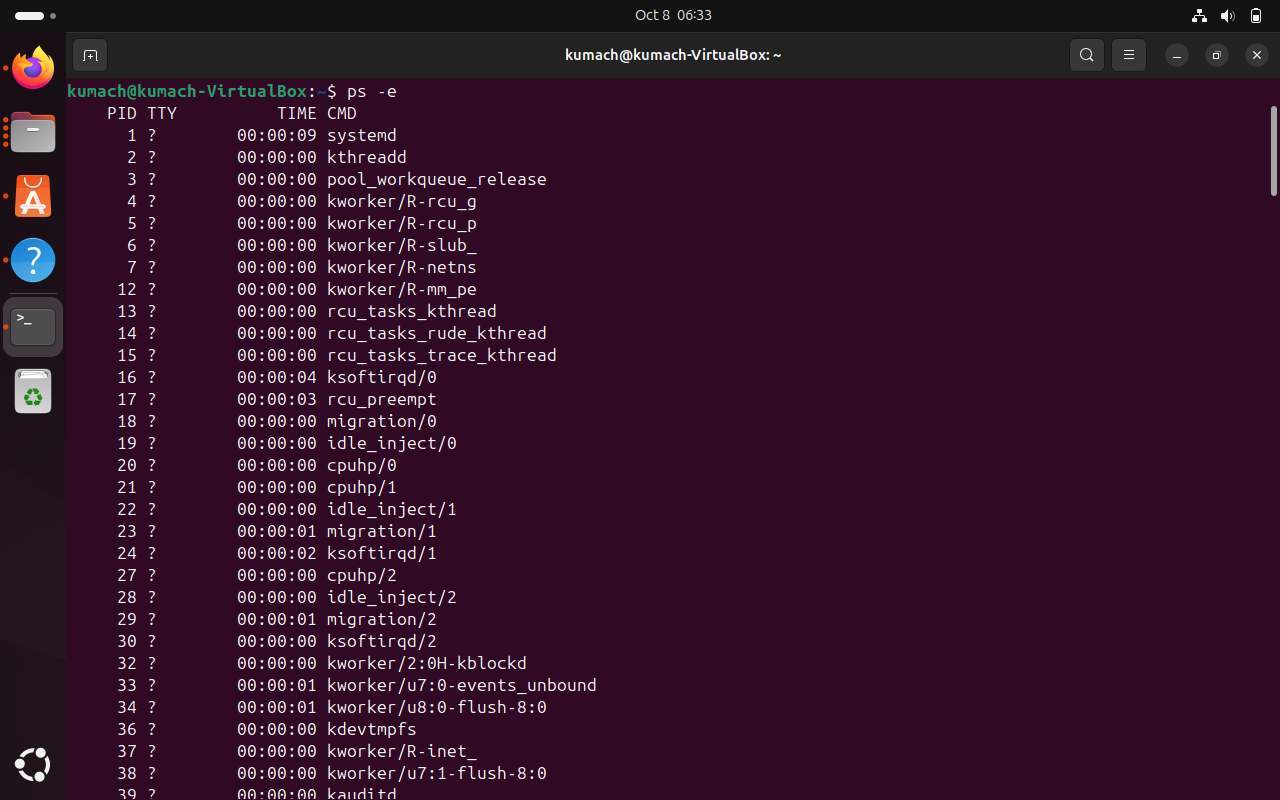 Oct 8 06:33
kumach@kumach-VirtualBox: ~
kumach@kumach-VirtualBox:~$ ps -e
PID TTY TIME CMD
1 ? 00:00:09 systemd
2 ? 00:00:00 kthreadd
3 ? 00:00:00 pool_workqueue_release
4 ? 00:00:00 kworker/R-rcu_g
5 ? 00:00:00 kworker/R-rcu_p
6 ? 00:00:00 kworker/R-slub_
7 ? 00:00:00 kworker/R-netns
12 ? 00:00:00 kworker/R-mm_pe
13 ? 00:00:00 rcu_tasks_kthread
14 ? 00:00:00 rcu_tasks_rude_kthread
15 ? 00:00:00 rcu_tasks_trace_kthread
16 ? 00:00:04 ksoftirqd/0
17 ? 00:00:03 rcu_preempt
18 ? 00:00:00 migration/0
19 ? 00:00:00 idle_inject/0
20 ? 00:00:00 cpuhp/0
21 ? 00:00:00 cpuhp/1
22 ? 00:00:00 idle_inject/1
23 ? 00:00:01 migration/1
24 ? 00:00:02 ksoftirqd/1
27 ? 00:00:00 cpuhp/2
28 ? 00:00:00 idle_inject/2
29 ? 00:00:01 migration/2
30 ? 00:00:00 ksoftirqd/2
32 ? 00:00:00 kworker/2:0H-kblockd
33 ? 00:00:01 kworker/u7:0-events_unbound
34 ? 00:00:01 kworker/u8:0-flush-8:0
36 ? 00:00:00 kdevtmpfs
37 ? 00:00:00 kworker/R-inet_
38 ? 00:00:00 kworker/u7:1-flush-8:0
39 ? 00:00:00 kauditd